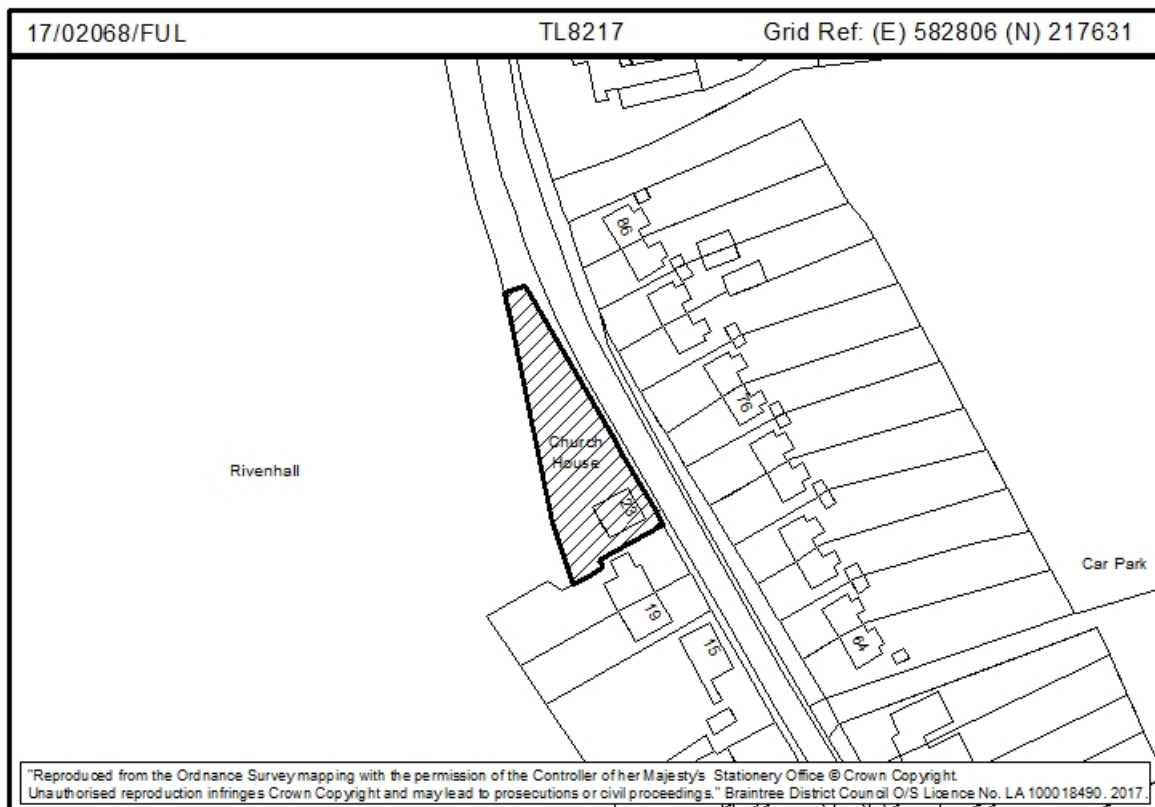 17/02068/FUL TL8217 Grid Ref: (E) 582806 (N) 217631
86
76
Church
House
Rivenhall
23
Car Park
19
15
64
"Reproduced from the Ordnance Survey mapping with the permission of the Controller of her Majesty's Stationery Office © Crown Copyright.
Unauthorised reproduction infringes Crown Copyright and may lead to prosecutions or civil proceedings." Braintree District Council O/S Licence No. LA 100018490. 2017.